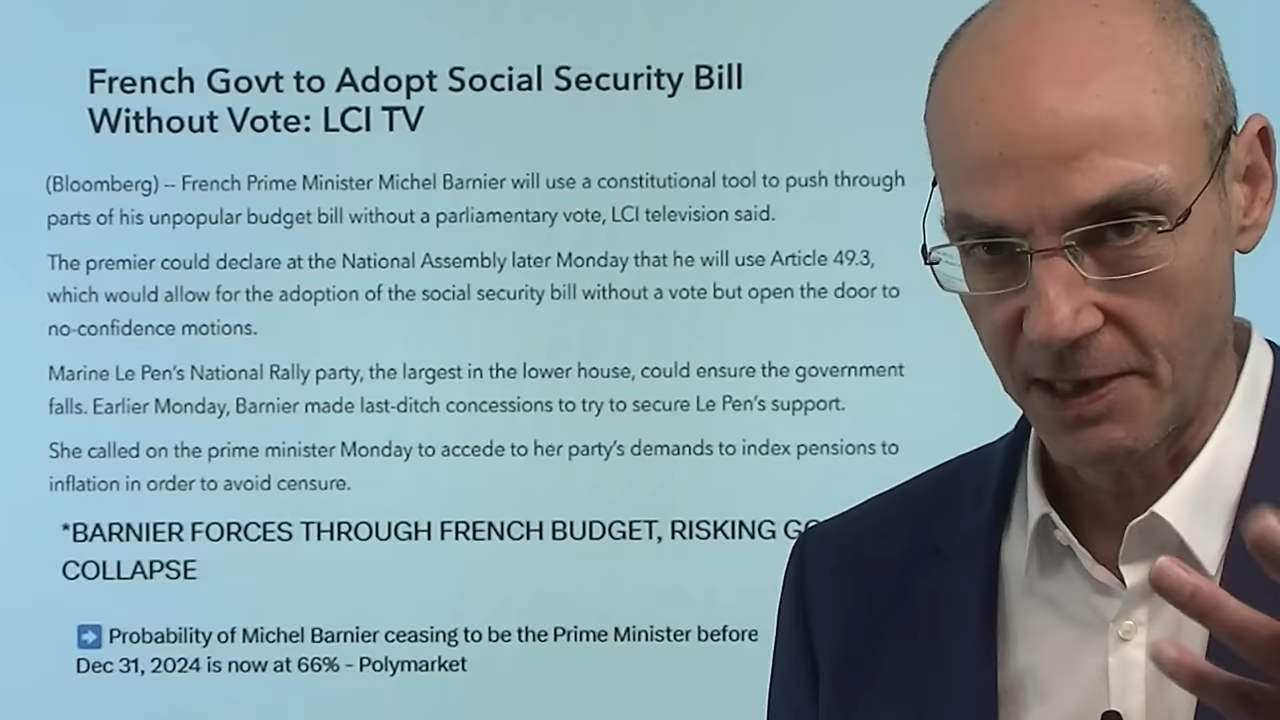 French Govt to Adopt Social Security Bill
Without Vote: LCI TV
(Bloomberg) -- French Prime Minister Michel Barnier will use a constitutional tool to push through
parts of his unpopular budget bill without a parliamentary vote, LCI television said.
The premier could declare at the National Assembly later Monday that he will use Article 49.3,
which would allow for the adoption of the social security bill without a vote but open the door to
no-confidence motions.
Marine Le Pen's National Rally party, the largest in the lower house, could ensure the government
falls. Earlier Monday, Barnier made last-ditch concessions to try to secure Le Pen's support.
She called on the prime minister Monday to accede to her party's demands to index pensions to
inflation in order to avoid censure.
*BARNIER FORCES THROUGH FRENCH BUDGET, RISKING
COLLAPSE
➡ Probability of Michel Barnier ceasing to be the Prime Minister before
Dec 31, 2024 is now at 66% - Polymarket